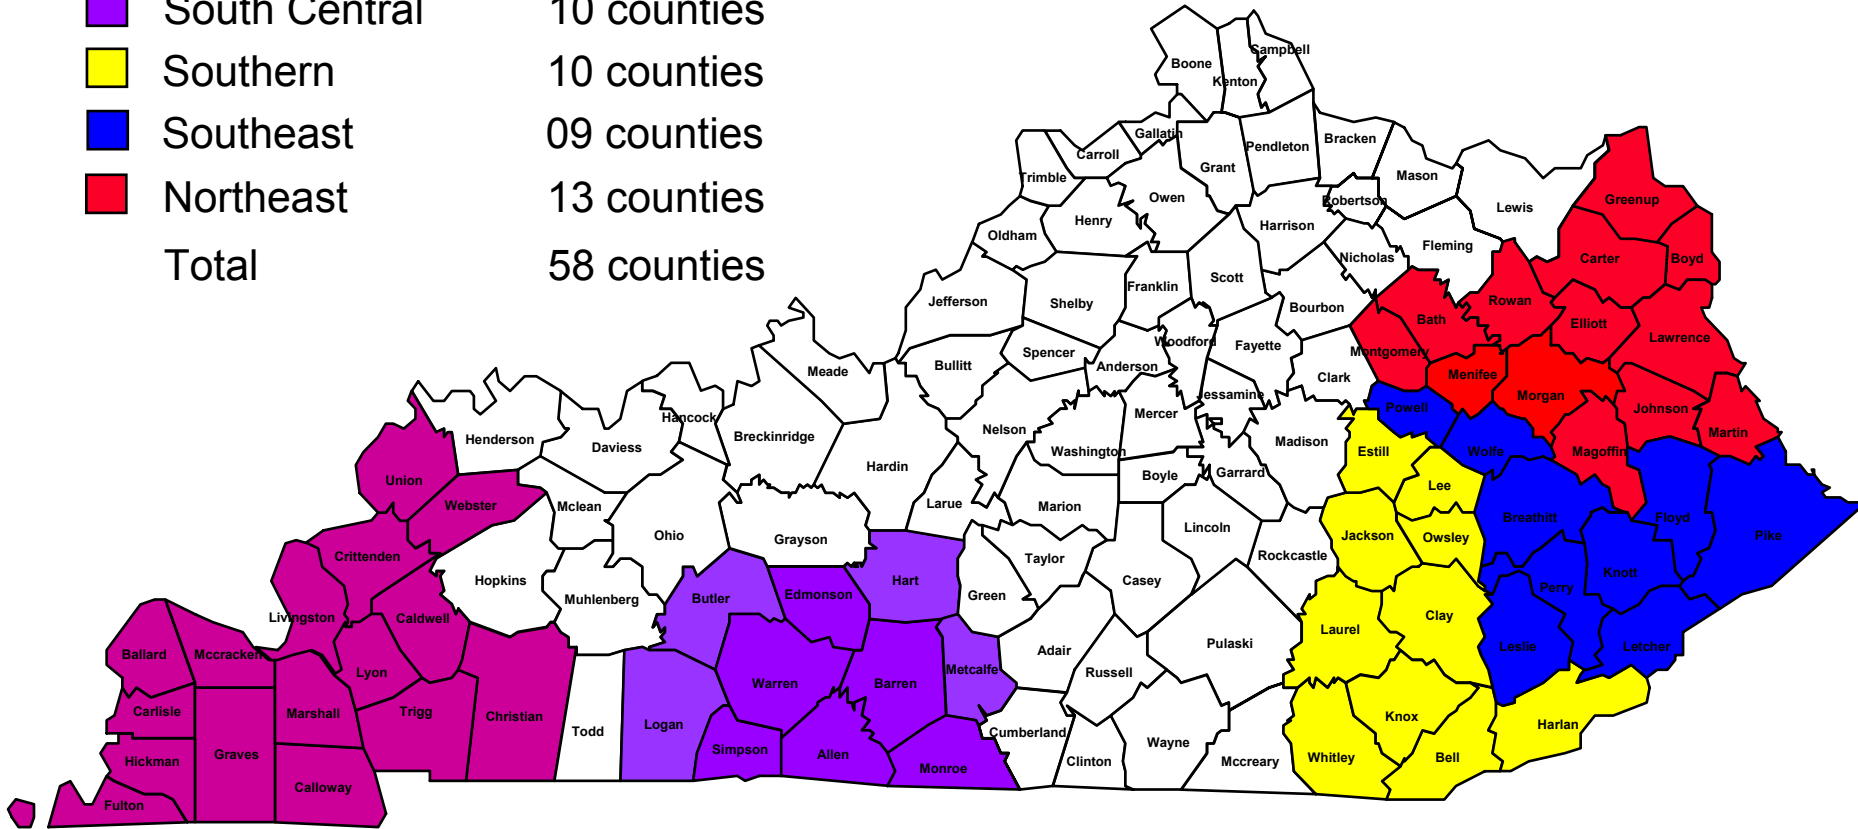 South Central 10 counties
Southern 10 counties
Southeast 09 counties
Northeast 13 counties
Total 58 counties
Campbell
Boone
Kenton
Gallatin
Bracken
Pendleton
Carroll
Grant
Mason
Trimble
Owen
Robertson
Greenup
Lewis
Henry
Harrison
Oldham
Fleming
Nicholas
Carter
Boyd
Scott
Franklin
Jefferson
Shelby
Rowan
Bourbon
Bath
Elliott
Lawrence
Woodford
Fayette
Spencer
Montgomery
Bullitt
Anderson
Meade
Clark
Menifee
Jessamine
Morgan
Powell
Johnson
Hancock
Mercer
Nelson
Martin
Breckinridge
Henderson
Madison
Daviess
Washington
Estill
Wolfe
Magoffin
Hardin
Boyle
Garrard
Union
Lee
Larue
Webster
Mclean
Marion
Breathitt
Floyd
Lincoln
Ohio
Grayson
Jackson
Owsley
Pike
Crittenden
Taylor
Rockcastle
Hopkins
Hart
Casey
Knott
Perry
Edmonson
Green
Butler
Muhlenberg
Livingston
Caldwell
Clay
Laurel
Pulaski
Leslie
Letcher
Ballard
Mccracken
Adair
Metcalfe
Lyon
Russell
Warren
Barren
Carlisle
Marshall
Trigg
Christian
Knox
Logan
Harlan
Todd
Cumberland
Wayne
Simpson
Graves
Allen
Whitley
Bell
Hickman
Clinton
Mccreary
Monroe
Calloway
Fulton